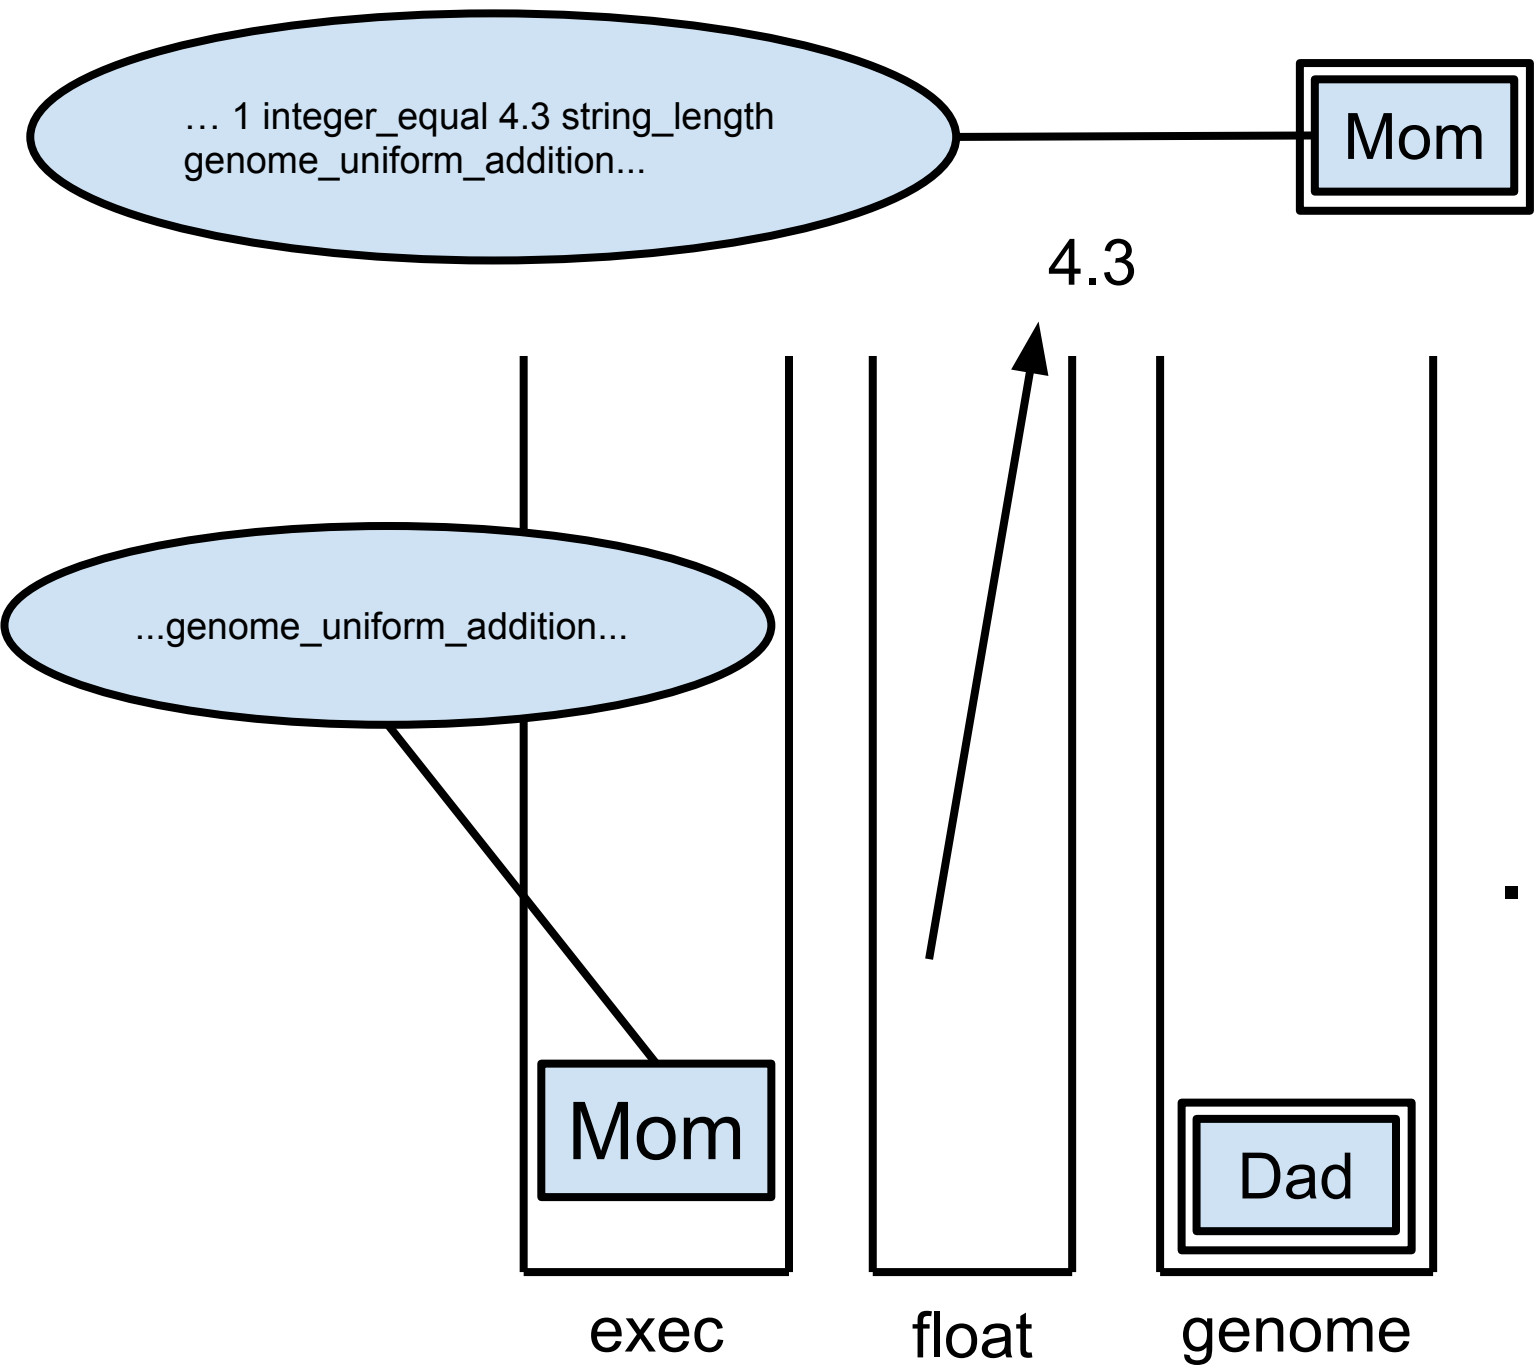 … 1 integer_equal 4.3 string_length
genome_uniform_addition...
Mom
4.3
...genome_uniform_addition...
Mom
Dad
.
exec
float
genome